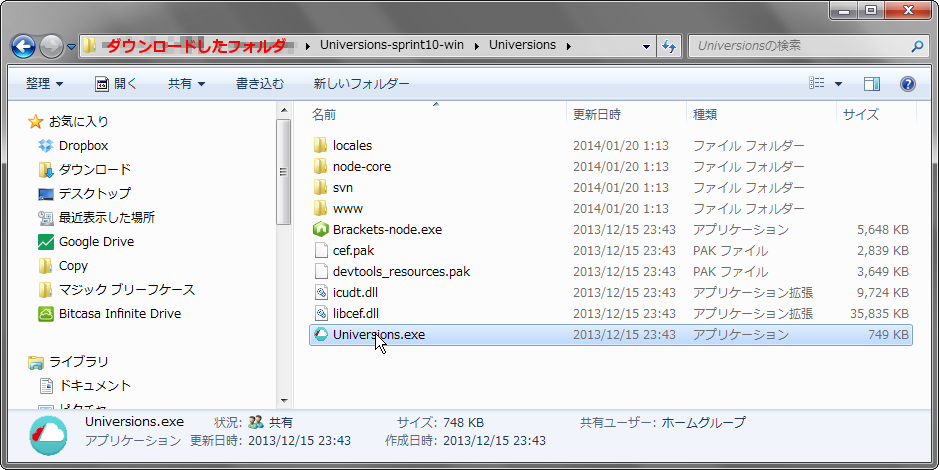 ダウンロードしたフォルダ ▸ Universions-sprint10-win ▸ Universions ▸
Universionsの検索
整理 開く 共有 書き込む 新しいフォルダー
お気に入り
Dropbox
ダウンロード
デスクトップ
最近表示した場所
Google Drive
Copy
マジック ブリーフケース
Bitcasa Infinite Drive
ライブラリ
ドキュメント
ピクチャ
名前 更新日時 種類 サイズ
locales 2014/01/20 1:13 ファイル フォルダー
node-core 2014/01/20 1:13 ファイル フォルダー
svn 2014/01/20 1:13 ファイル フォルダー
www 2014/01/20 1:13 ファイル フォルダー
Brackets-node.exe 2013/12/15 23:43 アプリケーション 5,648 KB
cef.pak 2013/12/15 23:43 PAK ファイル 2,839 KB
devtools_resources.pak 2013/12/15 23:43 PAK ファイル 3,649 KB
icudt.dll 2013/12/15 23:43 アプリケーション拡張 9,724 KB
libcef.dll 2013/12/15 23:43 アプリケーション拡張 35,835 KB
Universions.exe 2013/12/15 23:43 アプリケーション 749 KB
Universions.exe 状況: 共有 サイズ: 748 KB 共有ユーザー: ホームグループ
アプリケーション 更新日時: 2013/12/15 23:43 作成日時: 2013/12/15 23:43